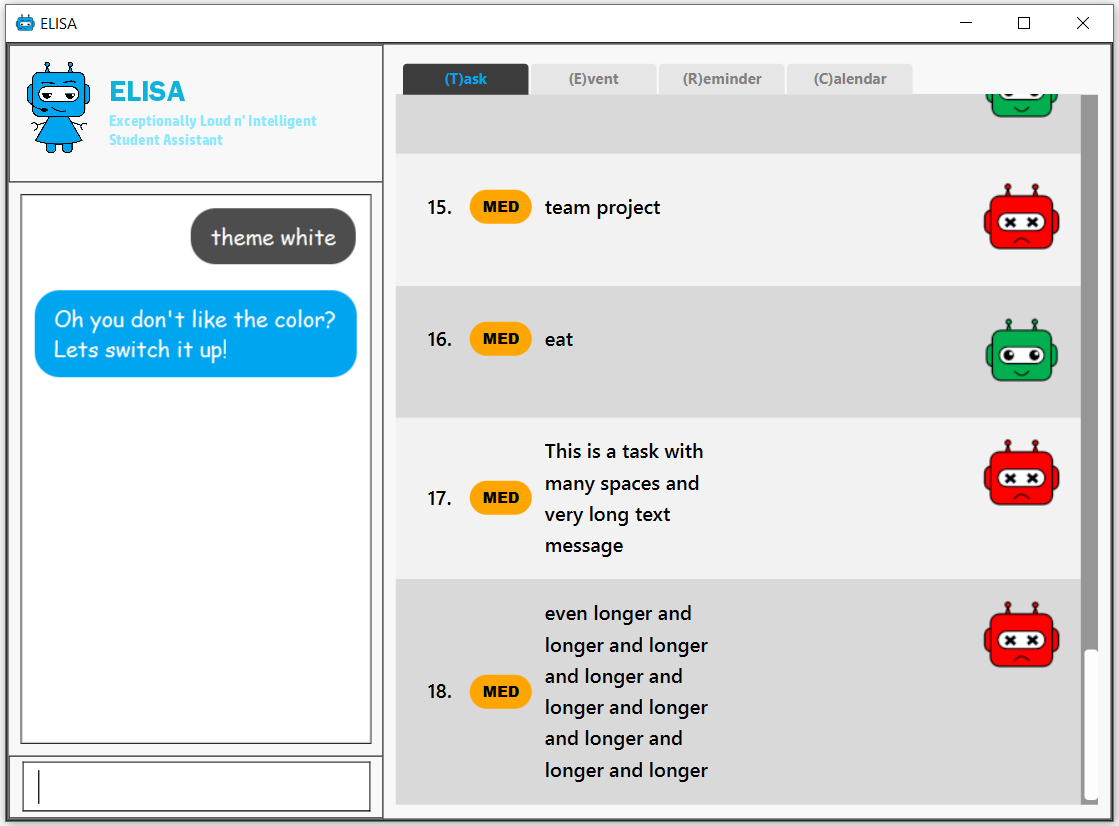 ELISA
ELISA
Exceptionally Loud n' Intelligent
Student Assistant
theme white
Oh you don't like the color?
Lets switch it up!
(T)ask (E)vent (R)eminder (C)alendar
15. MED team project
16. MED eat
17. MED
This is a task with
many spaces and
very long text
message
18. MED
even longer and
longer and longer
and longer and
longer and longer
and longer and
longer and longer